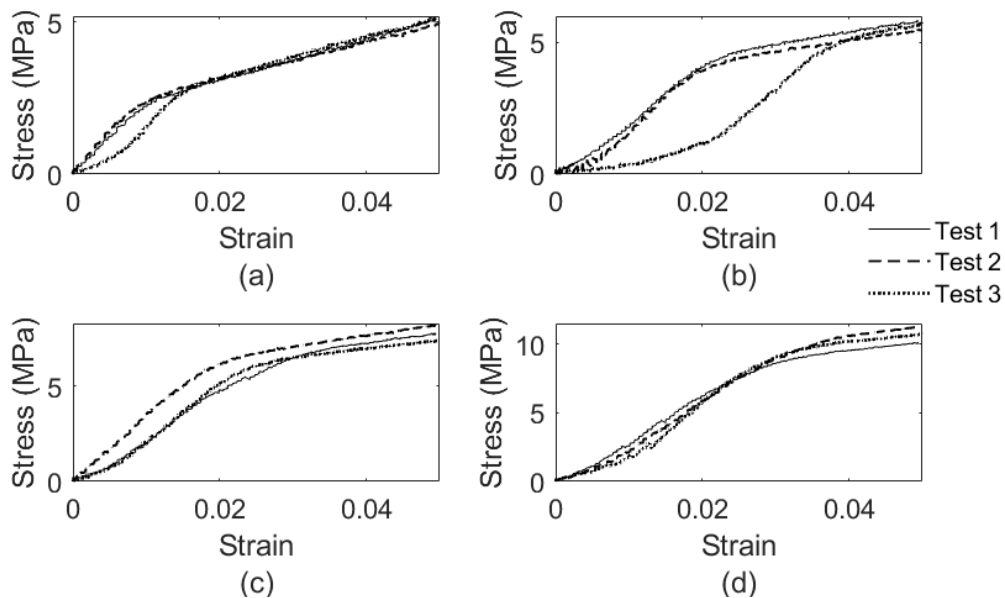 5
Stress (MPa)
0
0
0.02
0.04
Strain
(a)
5
Stress (MPa)
0
0
0.02
0.04
Strain
(b)
Test 1
Test 2
Test 3
5
Stress (MPa)
0
0
0.02
0.04
Strain
(c)
10
5
Stress (MPa)
0
0
0.02
0.04
Strain
(d)